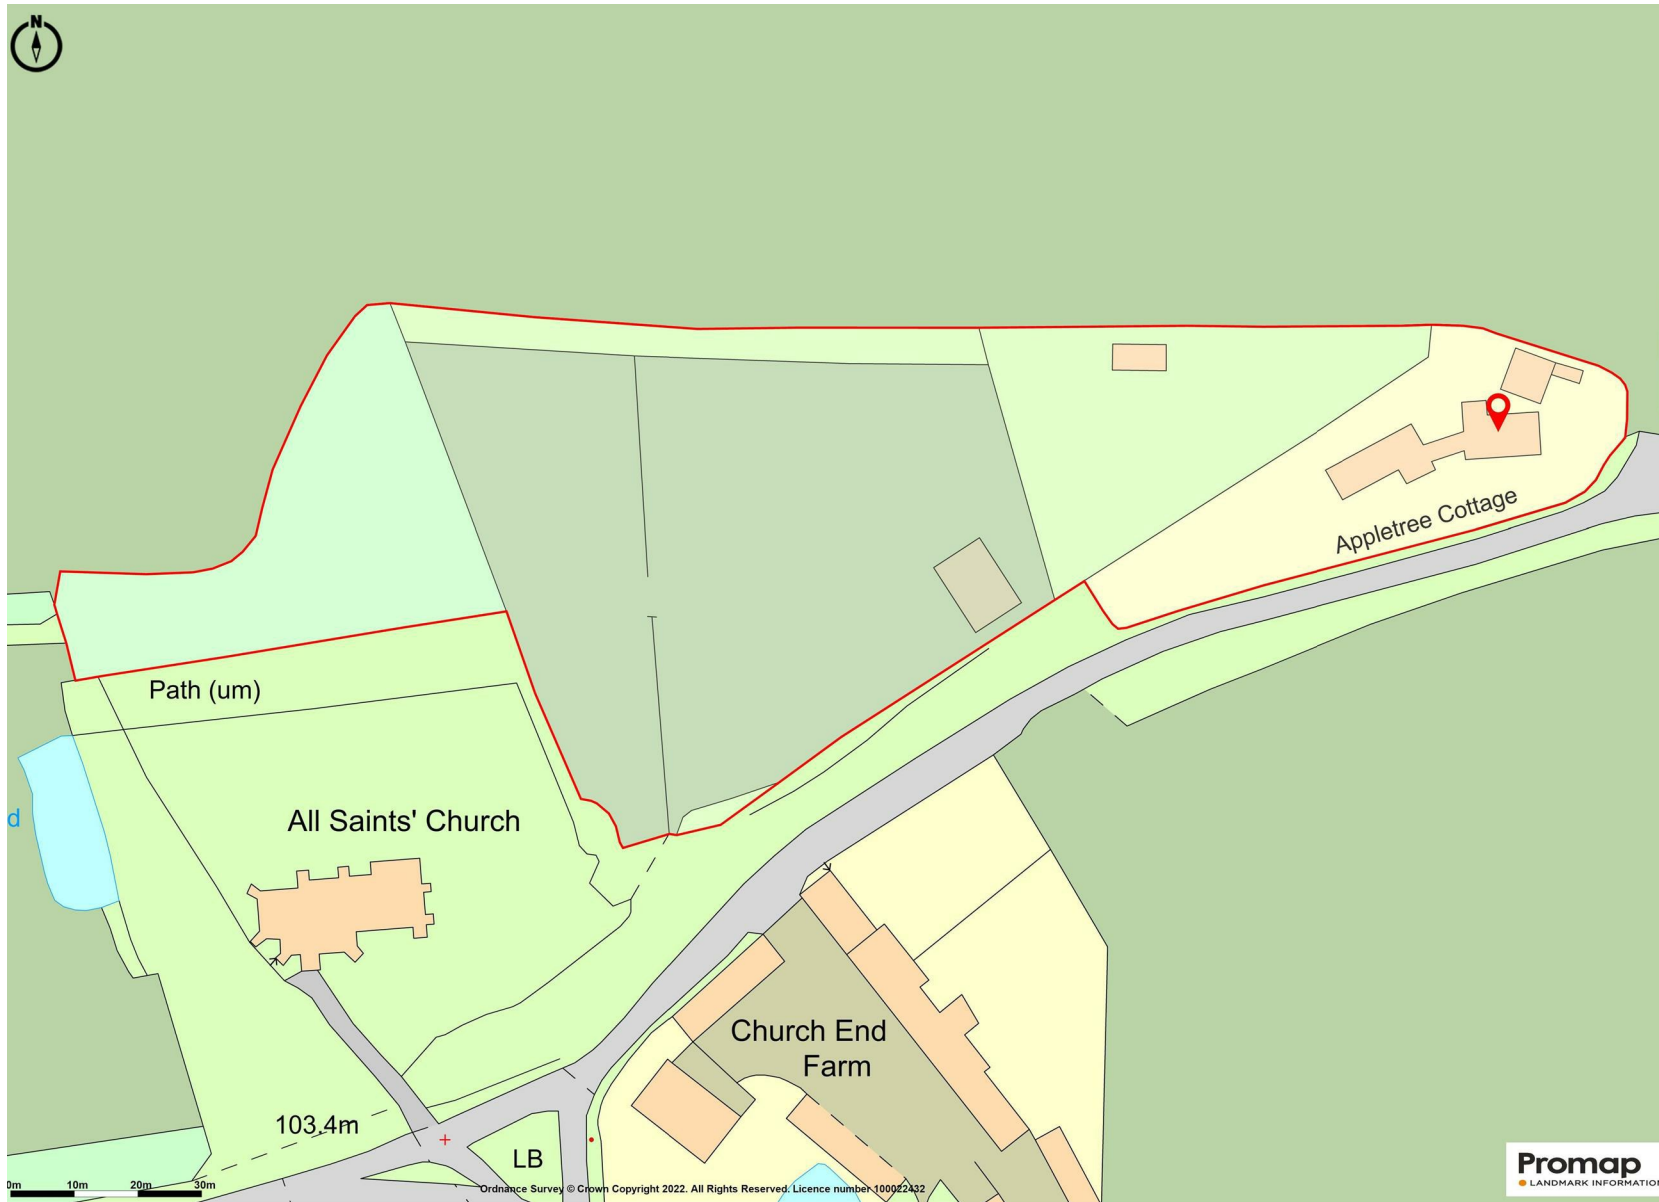 N
Appletree Cottage
Path (um)
d
All Saints' Church
Church End
Farm
103.4m
LB
0m 10m 20m 30m
Ordnance Survey © Crown Copyright 2022. All Rights Reserved. Licence number 100022432
Promap
LANDMARK INFORMATION